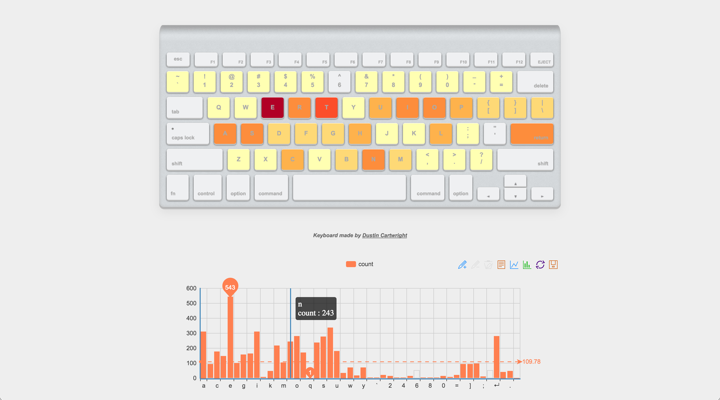 esc F1 F2 F3 F4 F5 F6 F7 F8 F9 F10 F11 F12 EJECT
~ ! @ # $ % ^ & * ( ) _ +
` 1 2 3 4 5 6 7 8 9 0 - = delete
tab Q W E R T Y U I O P { [ } ] | \
caps lock A S D F G H J K L : ;
shift Z X C V B N M < , > . ? / shift
fn control option command command option
Keyboard made by Dustin Cartwright
count
543
n
count : 243
600
500
400
300
200
100
0
109.78
a c e g i k m o q s u w y ` 2 4 6 8 0 = ] ; ↵ .